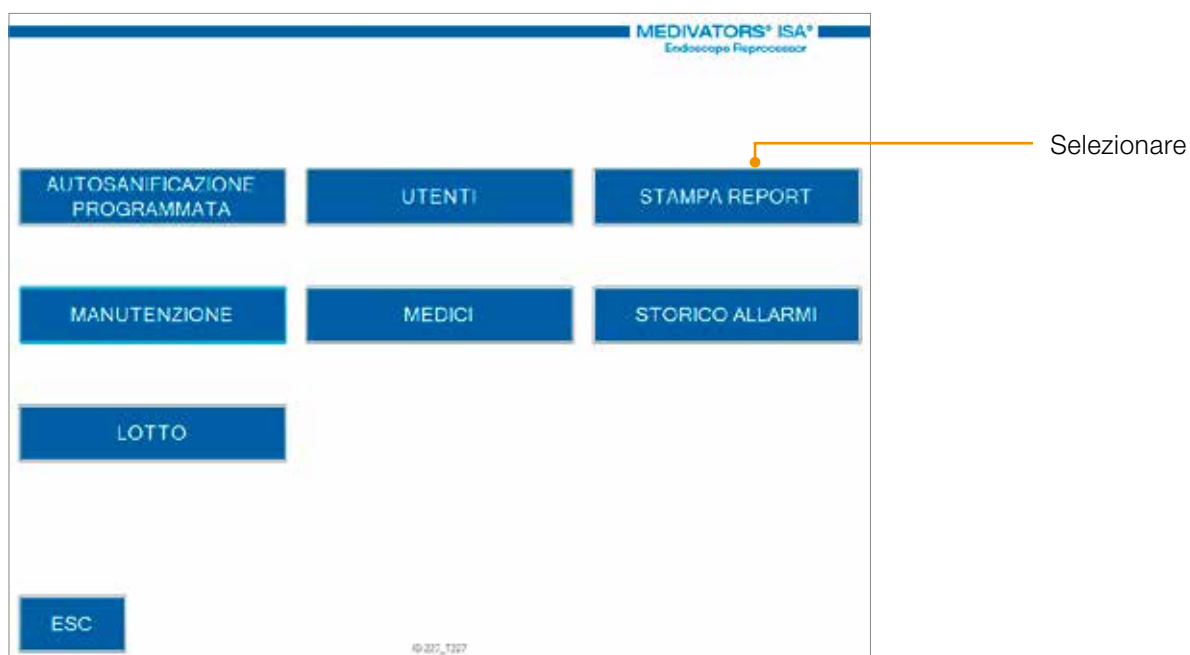 MEDIVATORS® ISA®
Endoscope Reprocessor
Selezionare
AUTOSANIFICAZIONE
PROGRAMMATA
UTENTI
STAMPA REPORT
MANUTENZIONE
MEDICI
STORICO ALLARMI
LOTTO
ESC